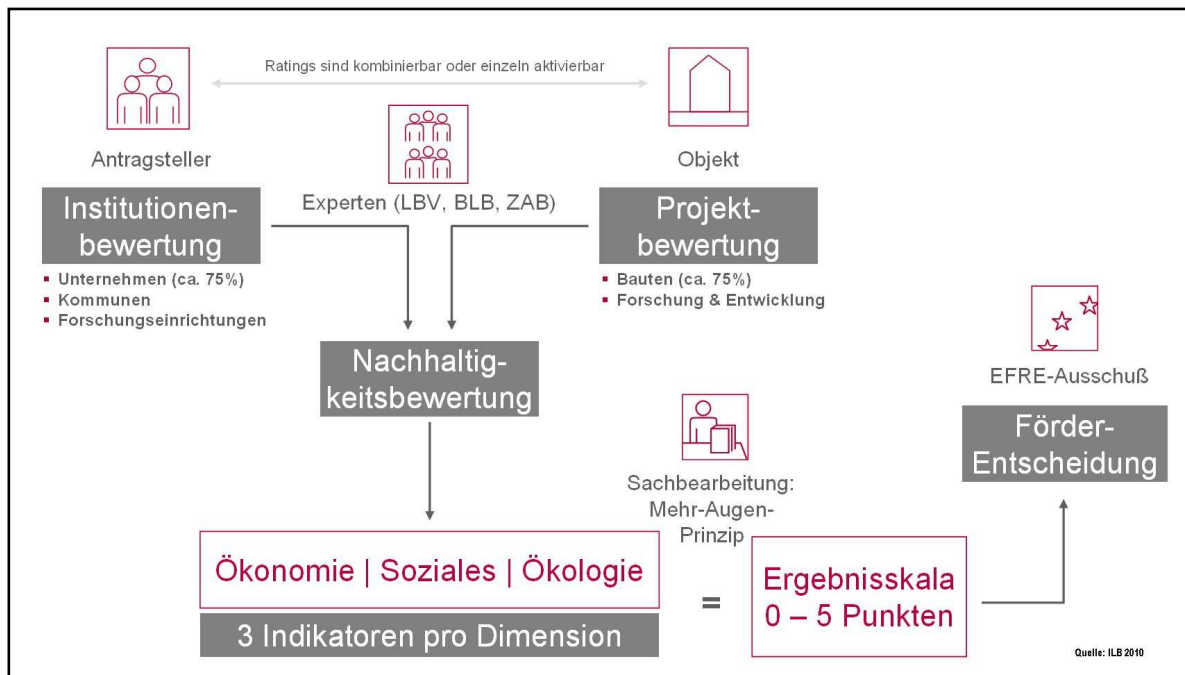 Ratings sind kombinierbar oder einzeln aktivierbar
Antragsteller
Objekt
Institutionen-
bewertung
Experten (LBV, BLB, ZAB)
Projekt-
bewertung
▪ Unternehmen (ca. 75%)
▪ Kommunen
▪ Forschungseinrichtungen
▪ Bauten (ca. 75%)
▪ Forschung & Entwicklung
Nachhaltig-
keitsbewertung
EFRE-Ausschuß
Förder-
Entscheidung
Sachbearbeitung:
Mehr-Augen-
Prinzip
Ökonomie | Soziales | Ökologie
3 Indikatoren pro Dimension
=
Ergebnisskala
0 – 5 Punkten
Quelle: ILB 2010